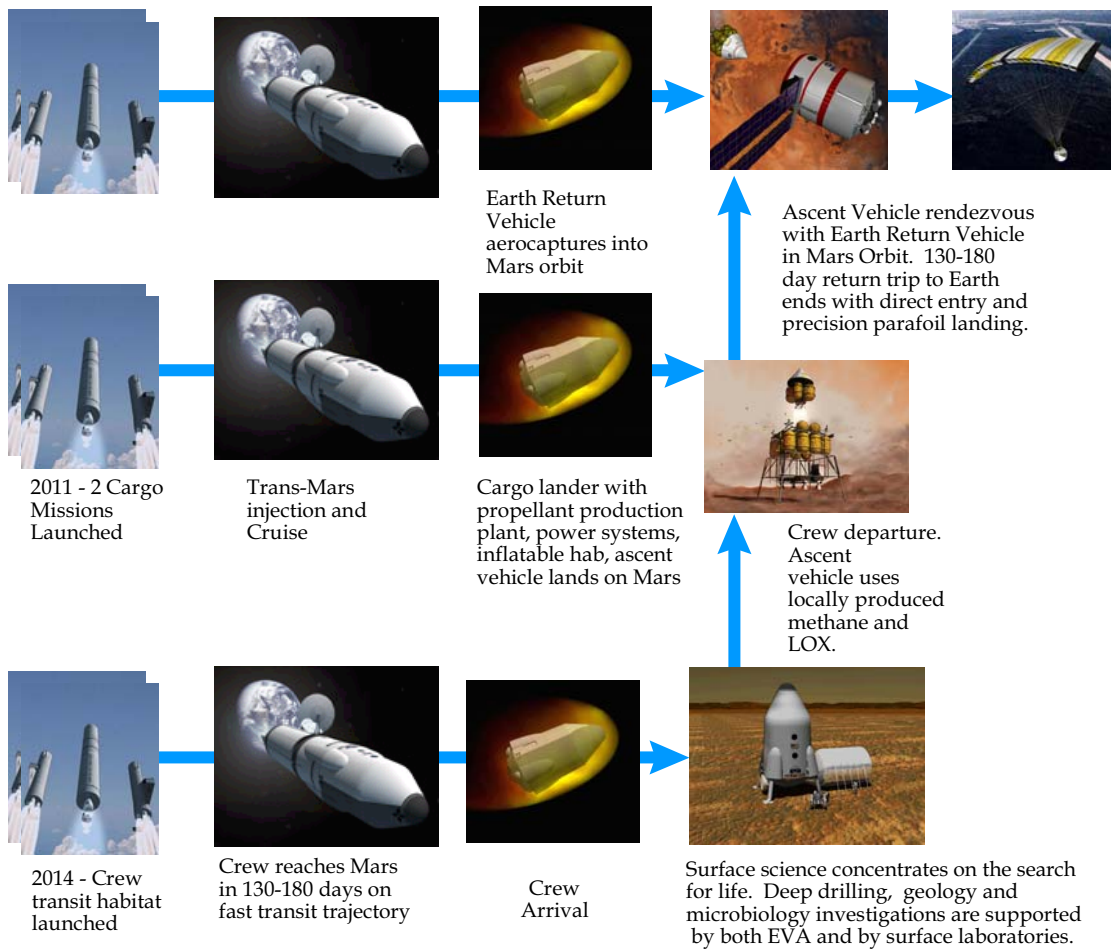 Earth Return
Vehicle
aerocaptures into
Mars orbit
Ascent Vehicle rendezvous
with Earth Return Vehicle
in Mars Orbit.  130-180
day return trip to Earth
ends with direct entry and
precision parafoil landing.
2011 - 2 Cargo
Missions
Launched
Trans-Mars
injection and
Cruise
Cargo lander with
propellant production
plant, power systems,
inflatable hab, ascent
vehicle lands on Mars
Crew departure.
Ascent
vehicle uses
locally produced
methane and
LOX.
2014 - Crew
transit habitat
launched
Crew reaches Mars
in 130-180 days on
fast transit trajectory
Crew
Arrival
Surface science concentrates on the search
for life.  Deep drilling,  geology and
microbiology investigations are supported
by both EVA and by surface laboratories.